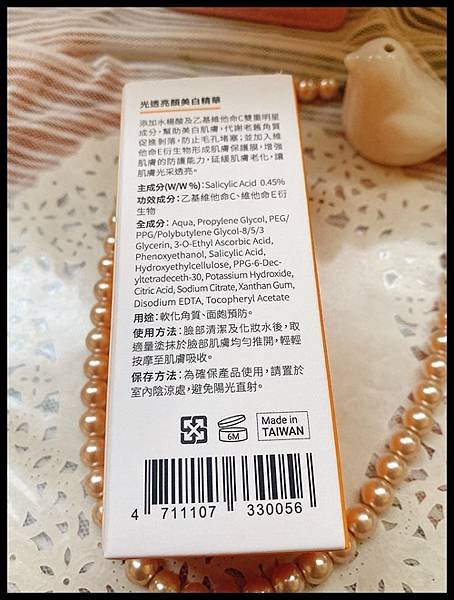 光透亮顏美白精華
添加水楊酸及乙基維他命C雙重明星
成分，幫助美白肌膚，代謝老舊角質
促進剝落，防止毛孔堵塞；並加入維
他命E衍生物形成肌膚保護膜，增強
肌膚的防護能力，延緩肌膚老化，讓
肌膚光采透亮。
主成分(W/W %)：Salicylic Acid 0.45%
功效成分：乙基維他命C、維他命E衍
生物
全成分： Aqua, Propylene Glycol, PEG/
PPG/Polybutylene Glycol-8/5/3
Glycerin, 3-O-Ethyl Ascorbic Acid,
Phenoxyethanol, Salicylic Acid,
Hydroxyethylcellulose, PPG-6-Dec-
yltetradeceth-30, Potassium Hydroxide,
Citric Acid, Sodium Citrate, Xanthan Gum,
Disodium EDTA, Tocopheryl Acetate
用途：軟化角質、面皰預防。
使用方法：臉部清潔及化妝水後，取
適量塗抹於臉部肌膚均勻推開，輕輕
按摩至肌膚吸收。
保存方法：為確保產品使用，請置於
室內陰涼處，避免陽光直射。
6M
Made in
TAIWAN
4 711107 330056